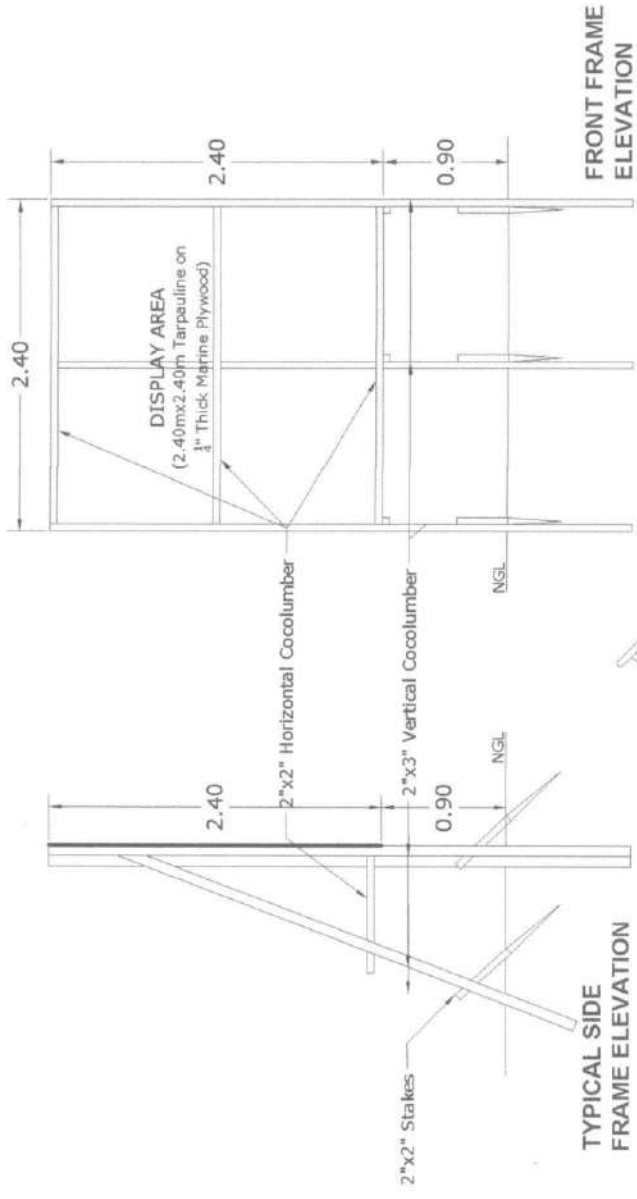 2.40
DISPLAY AREA
(2.40mx2.40m Tarpauline on
1" Thick Marine Plywood)
4
2.40
0.90
NGL
FRONT FRAME
ELEVATION
2"x2" Horizontal Cocolumber
2"x3" Vertical Cocolumber
2.40
0.90
NGL
2"x2" Stakes
TYPICAL SIDE
FRAME ELEVATION